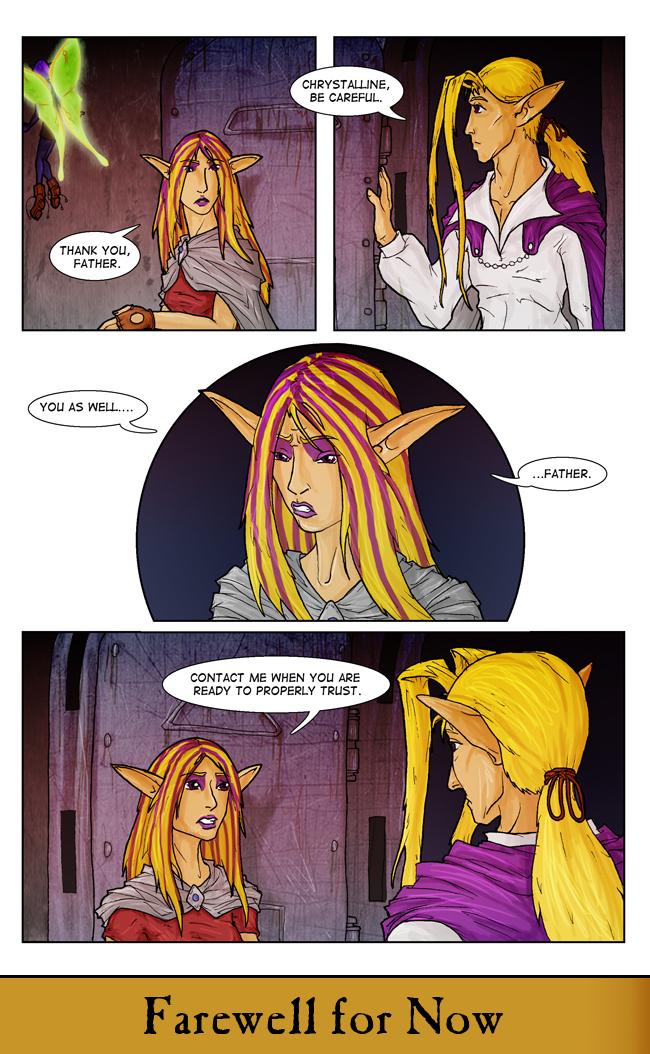 THANK YOU,
FATHER.
CHRYSTALLINE,
BE CAREFUL.
YOU AS WELL....
...FATHER.
CONTACT ME WHEN YOU ARE
READY TO PROPERLY TRUST.
Farewell for Now